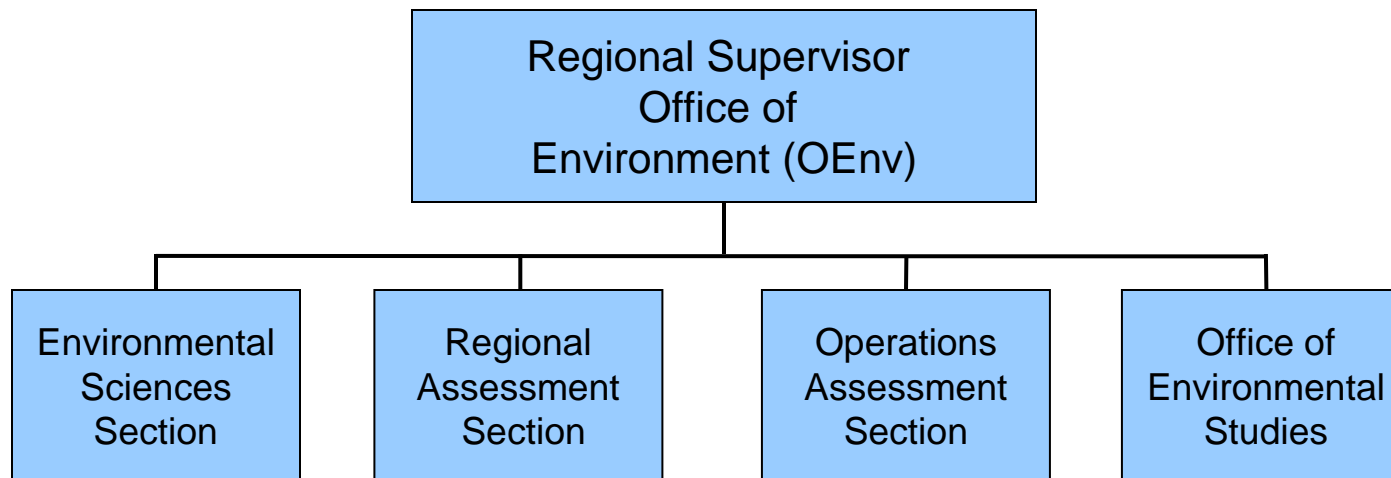 Regional Supervisor
Office of
Environment (OEnv)
Environmental
Sciences
Section
Regional
Assessment
Section
Operations
Assessment
Section
Office of
Environmental
Studies